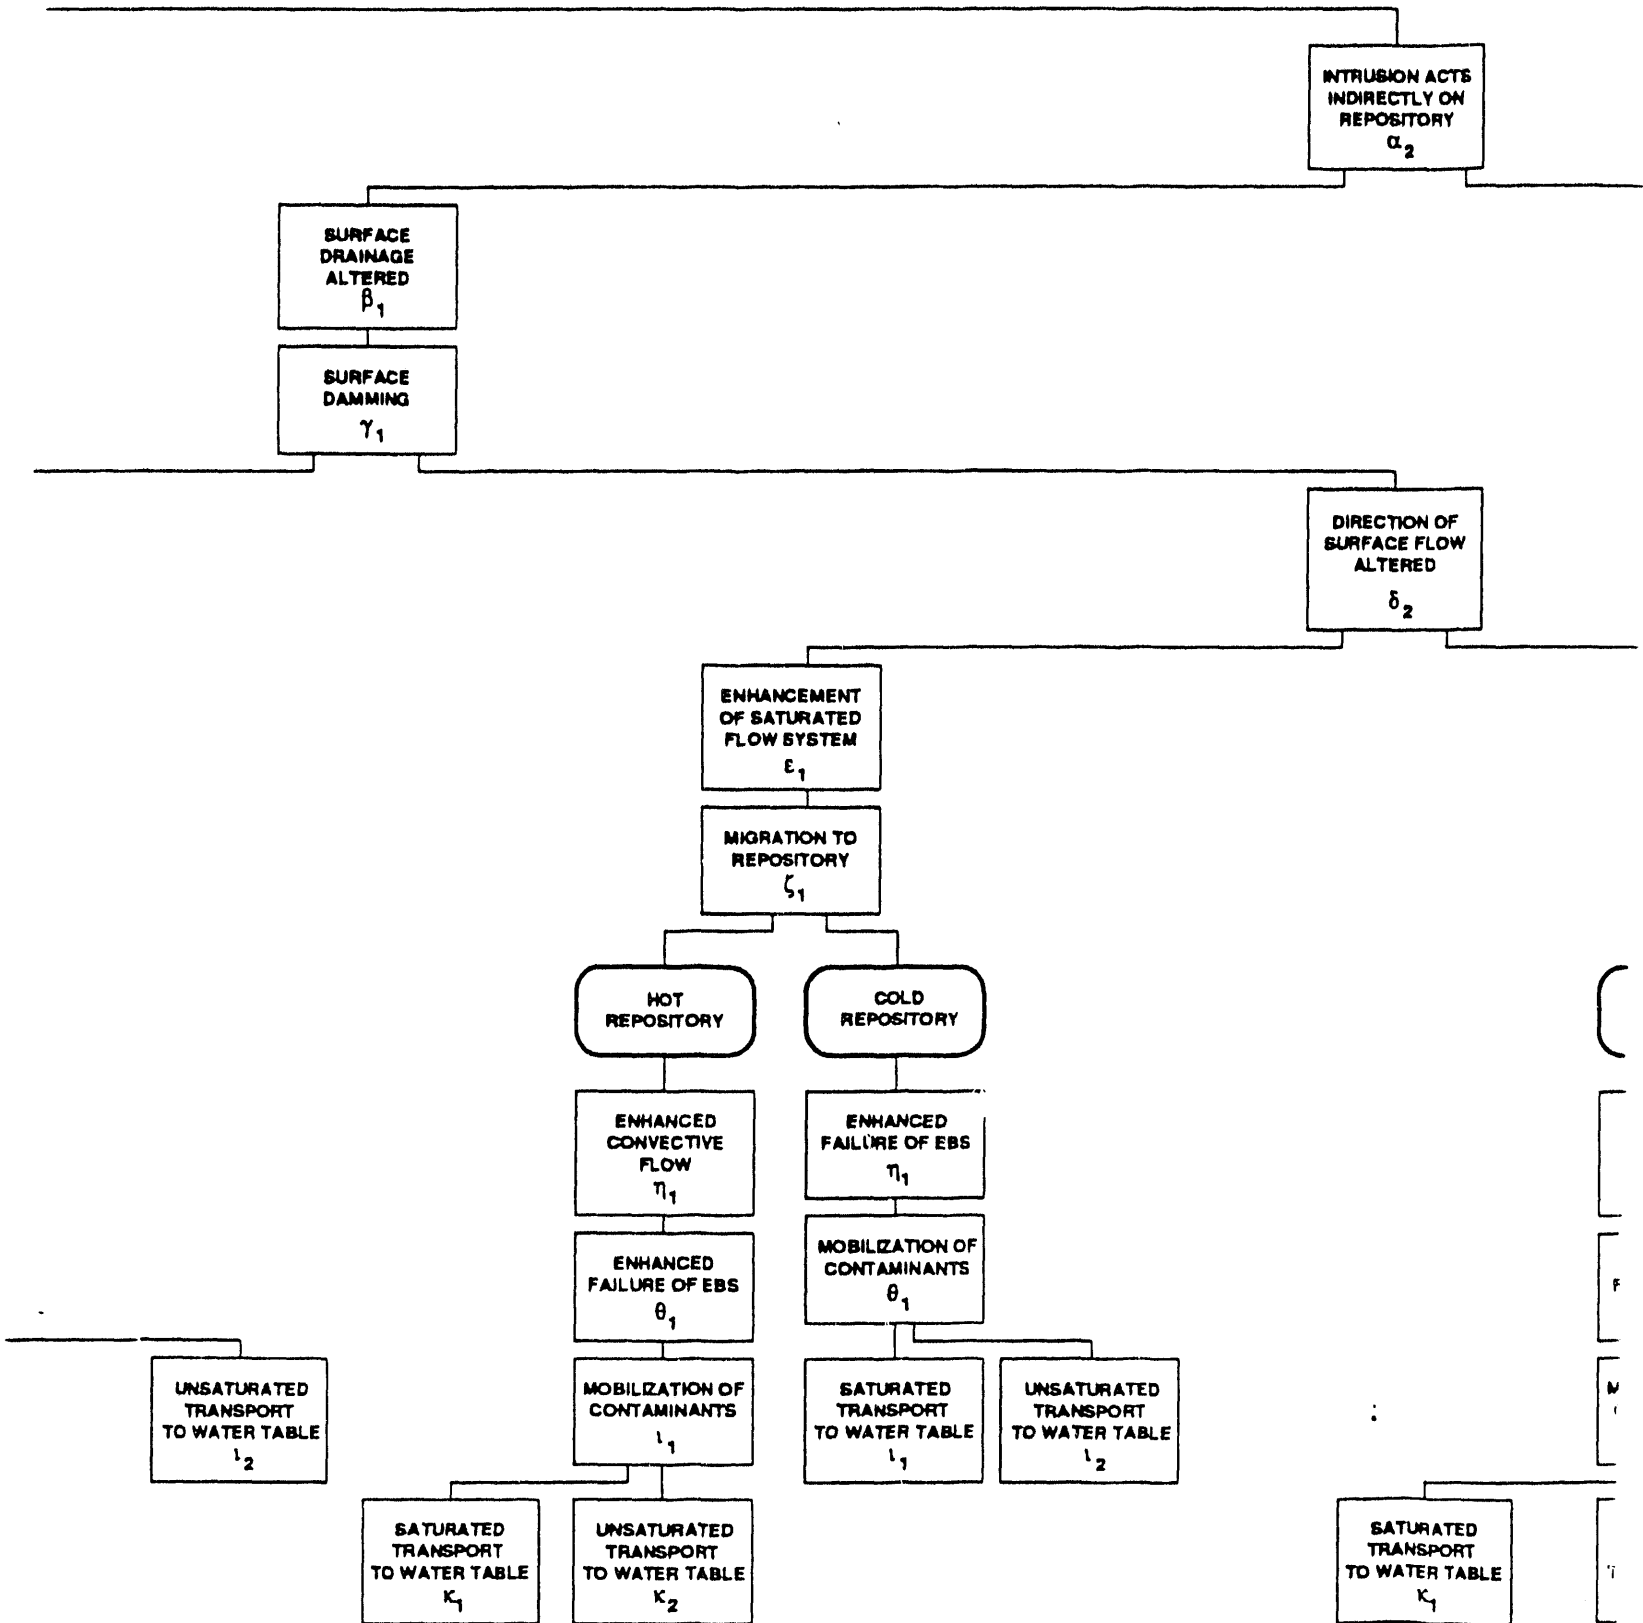 INTRUSION ACTS
INDIRECTLY ON
REPOSITORY
α2
SURFACE
DRAINAGE
ALTERED
β1
SURFACE
DAMMING
γ1
DIRECTION OF
SURFACE FLOW
ALTERED
δ2
ENHANCEMENT
OF SATURATED
FLOW SYSTEM
ε1
MIGRATION TO
REPOSITORY
ζ1
HOT
REPOSITORY
COLD
REPOSITORY
ENHANCED
CONVECTIVE
FLOW
η1
ENHANCED
FAILURE OF EBS
η1
ENHANCED
FAILURE OF EBS
θ1
MOBILIZATION OF
CONTAMINANTS
θ1
UNSATURATED
TRANSPORT
TO WATER TABLE
ι2
MOBILIZATION OF
CONTAMINANTS
ι1
SATURATED
TRANSPORT
TO WATER TABLE
ι1
UNSATURATED
TRANSPORT
TO WATER TABLE
ι2
SATURATED
TRANSPORT
TO WATER TABLE
κ1
UNSATURATED
TRANSPORT
TO WATER TABLE
κ2
SATURATED
TRANSPORT
TO WATER TABLE
κ1